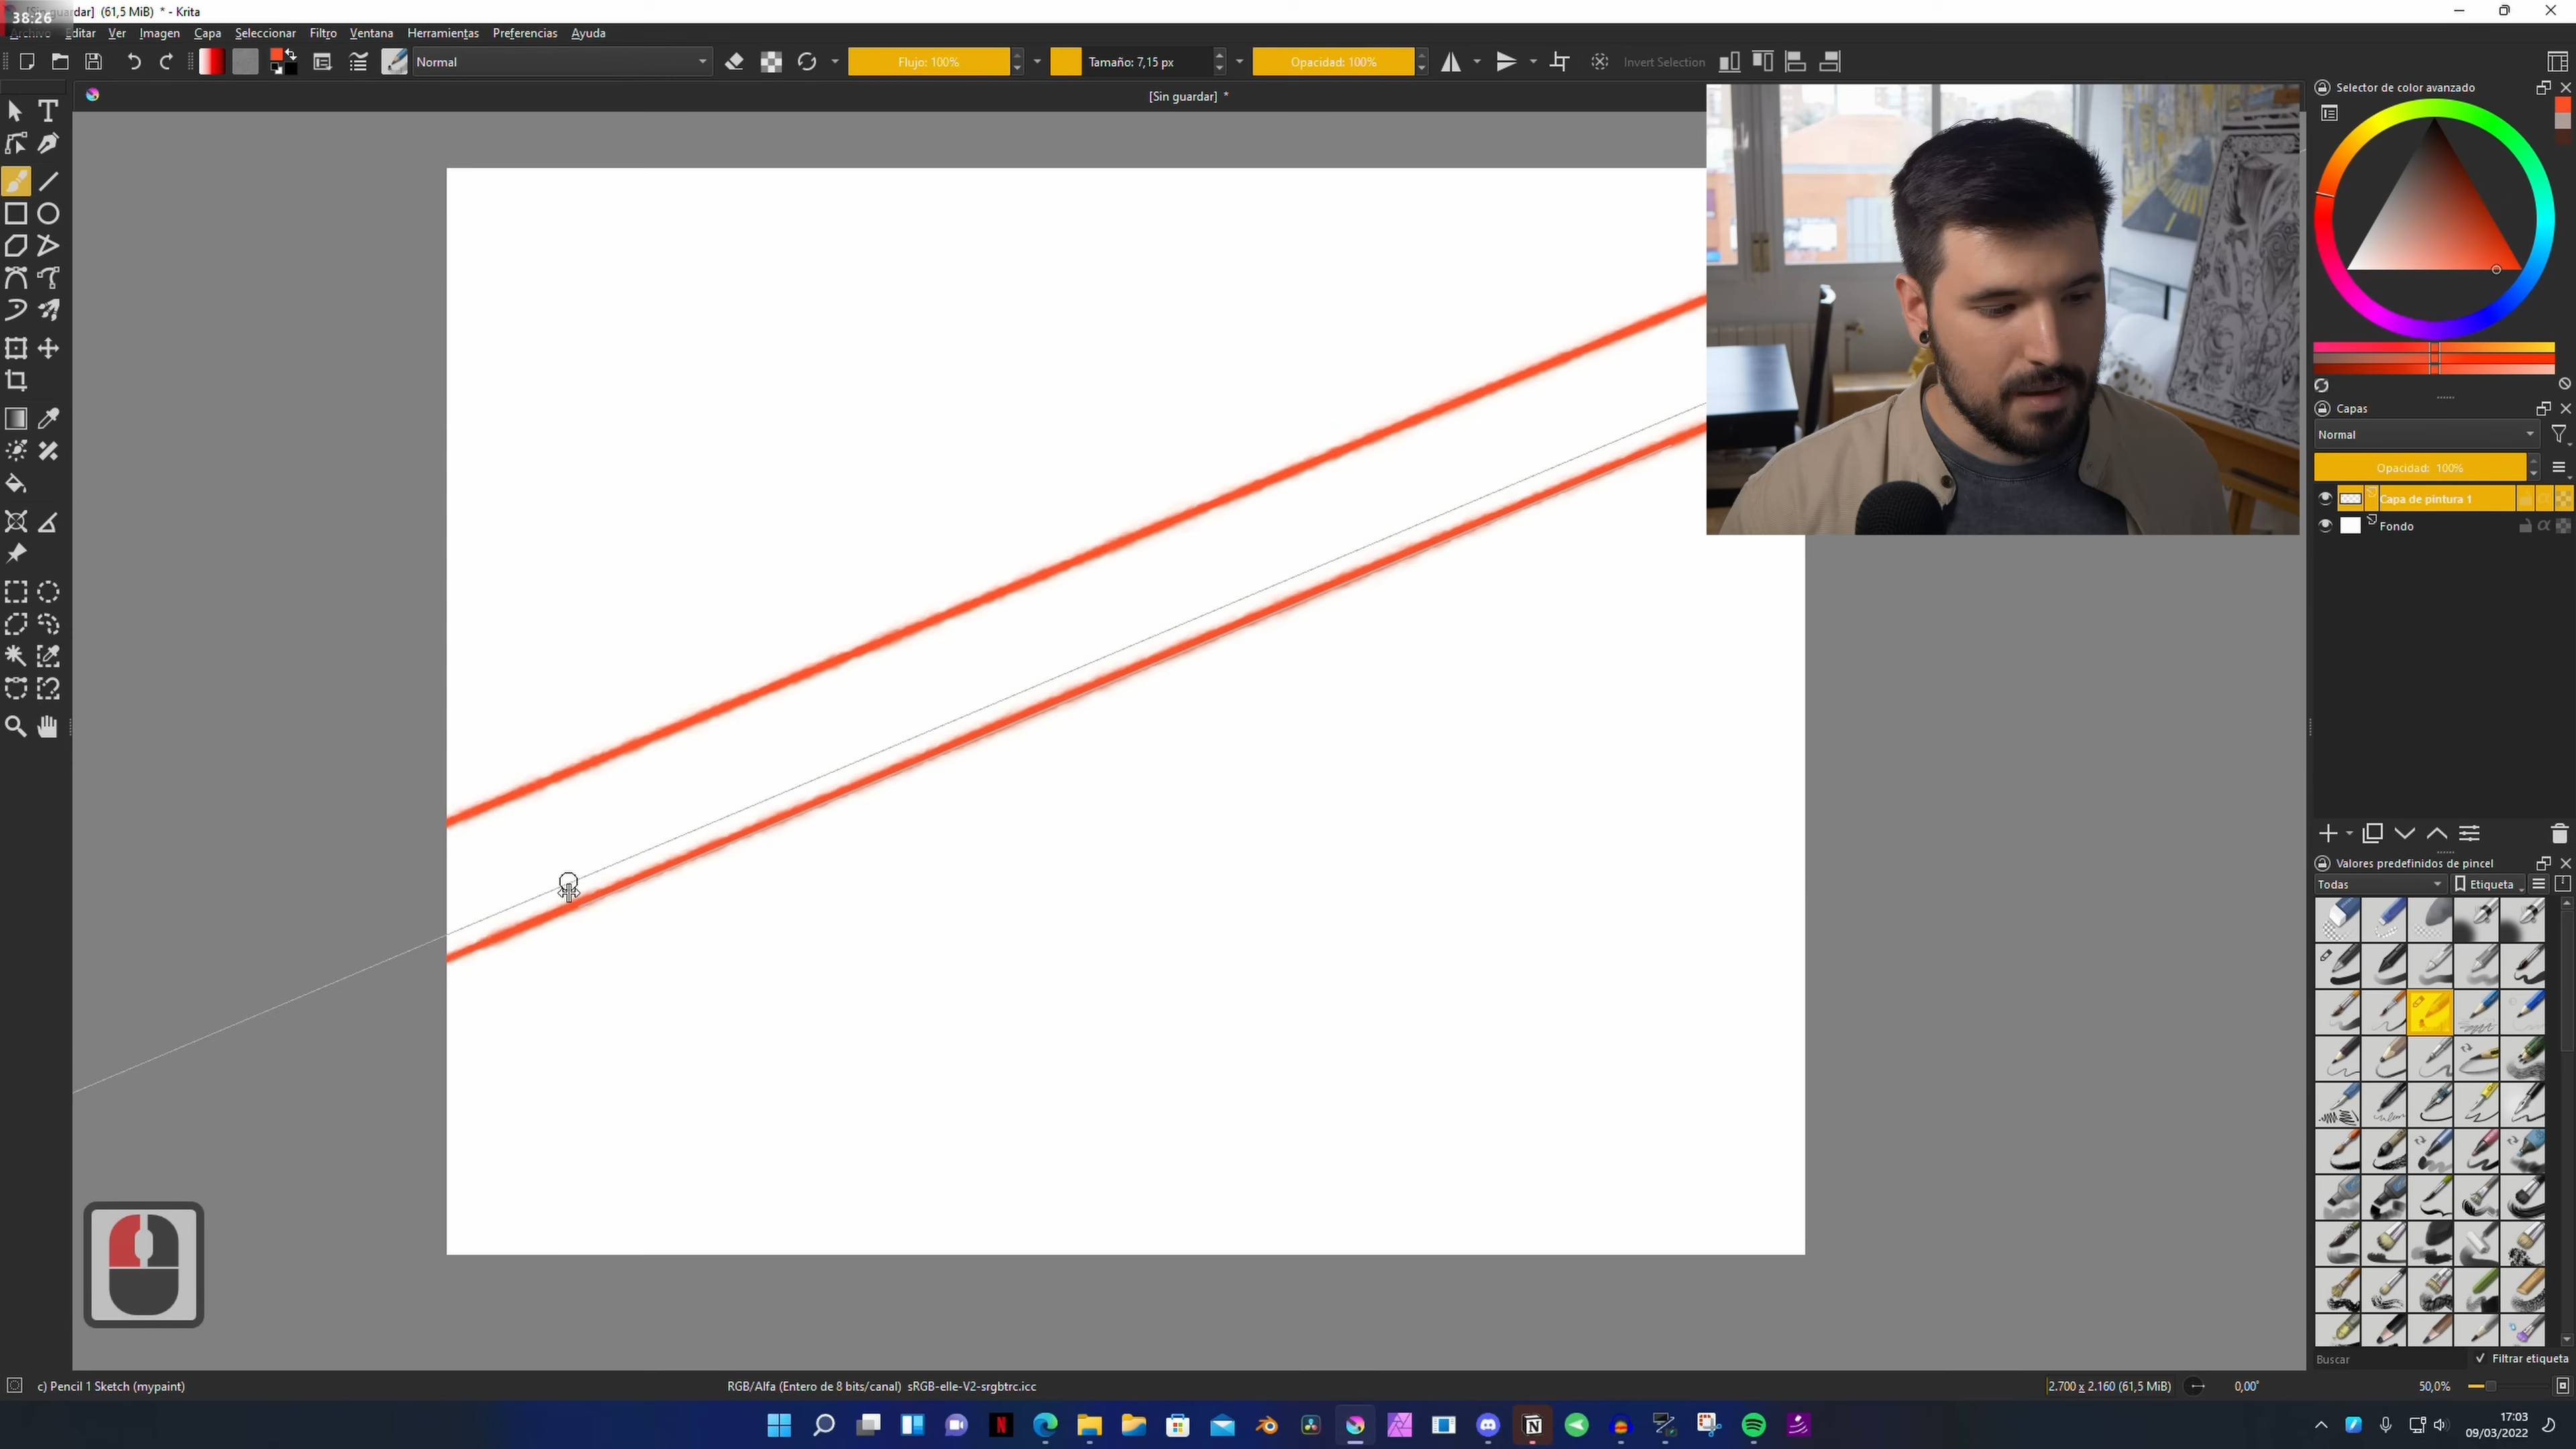 38:26
guardar] (61,5 MiB) * - Krita
Archivo Editar Ver Imagen Capa Seleccionar Filtro Ventana Herramientas Preferencias Ayuda
Normal Flujo: 100% Tamaño: 7,15 px Opacidad: 100% Invert Selection
[Sin guardar] *
Selector de color avanzado
Capas
Normal
Opacidad: 100%
Capa de pintura 1
Fondo
Valores predefinidos de pincel
Todas Etiqueta
Buscar Filtrar etiqueta
c) Pencil 1 Sketch (mypaint) RGB/Alfa (Entero de 8 bits/canal) sRGB-elle-V2-srgbtrc.icc 2.700 x 2.160 (61,5 MiB) 0,00° 50,0%
17:03
09/03/2022